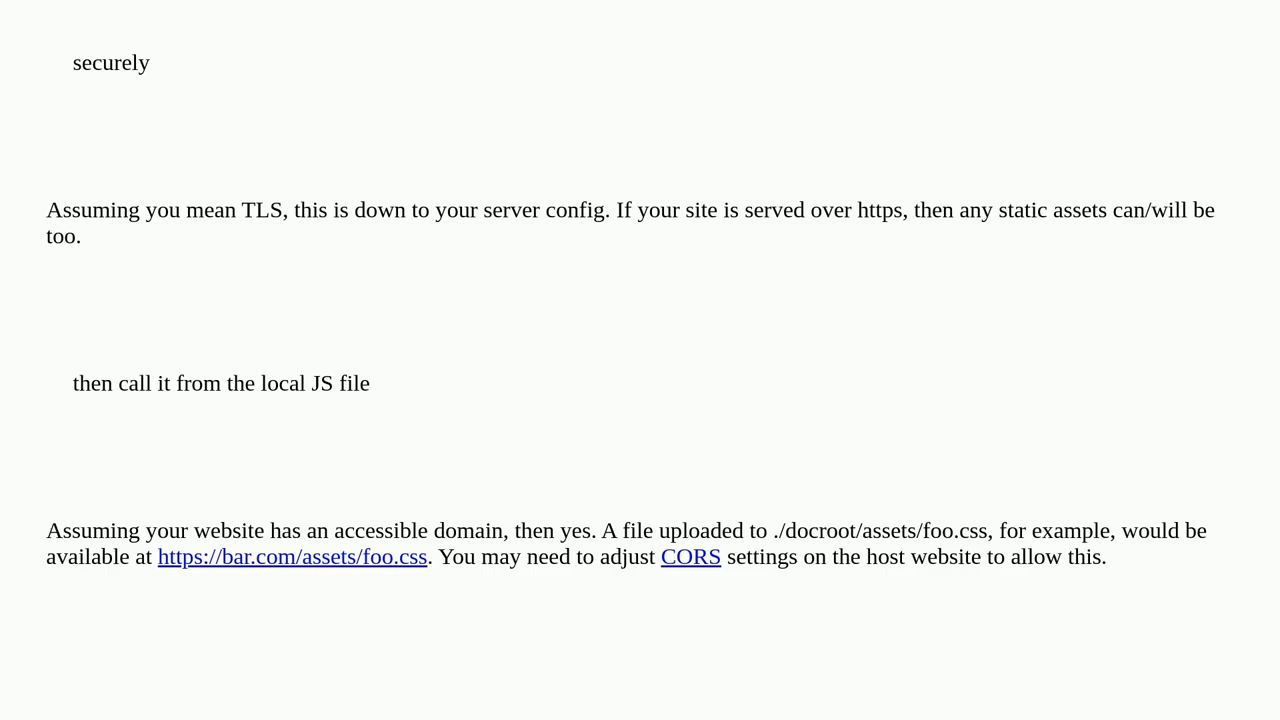 securely
Assuming you mean TLS, this is down to your server config. If your site is served over https, then any static assets can/will be
too.
then call it from the local JS file
Assuming your website has an accessible domain, then yes. A file uploaded to ./docroot/assets/foo.css, for example, would be
available at https://bar.com/assets/foo.css. You may need to adjust CORS settings on the host website to allow this.